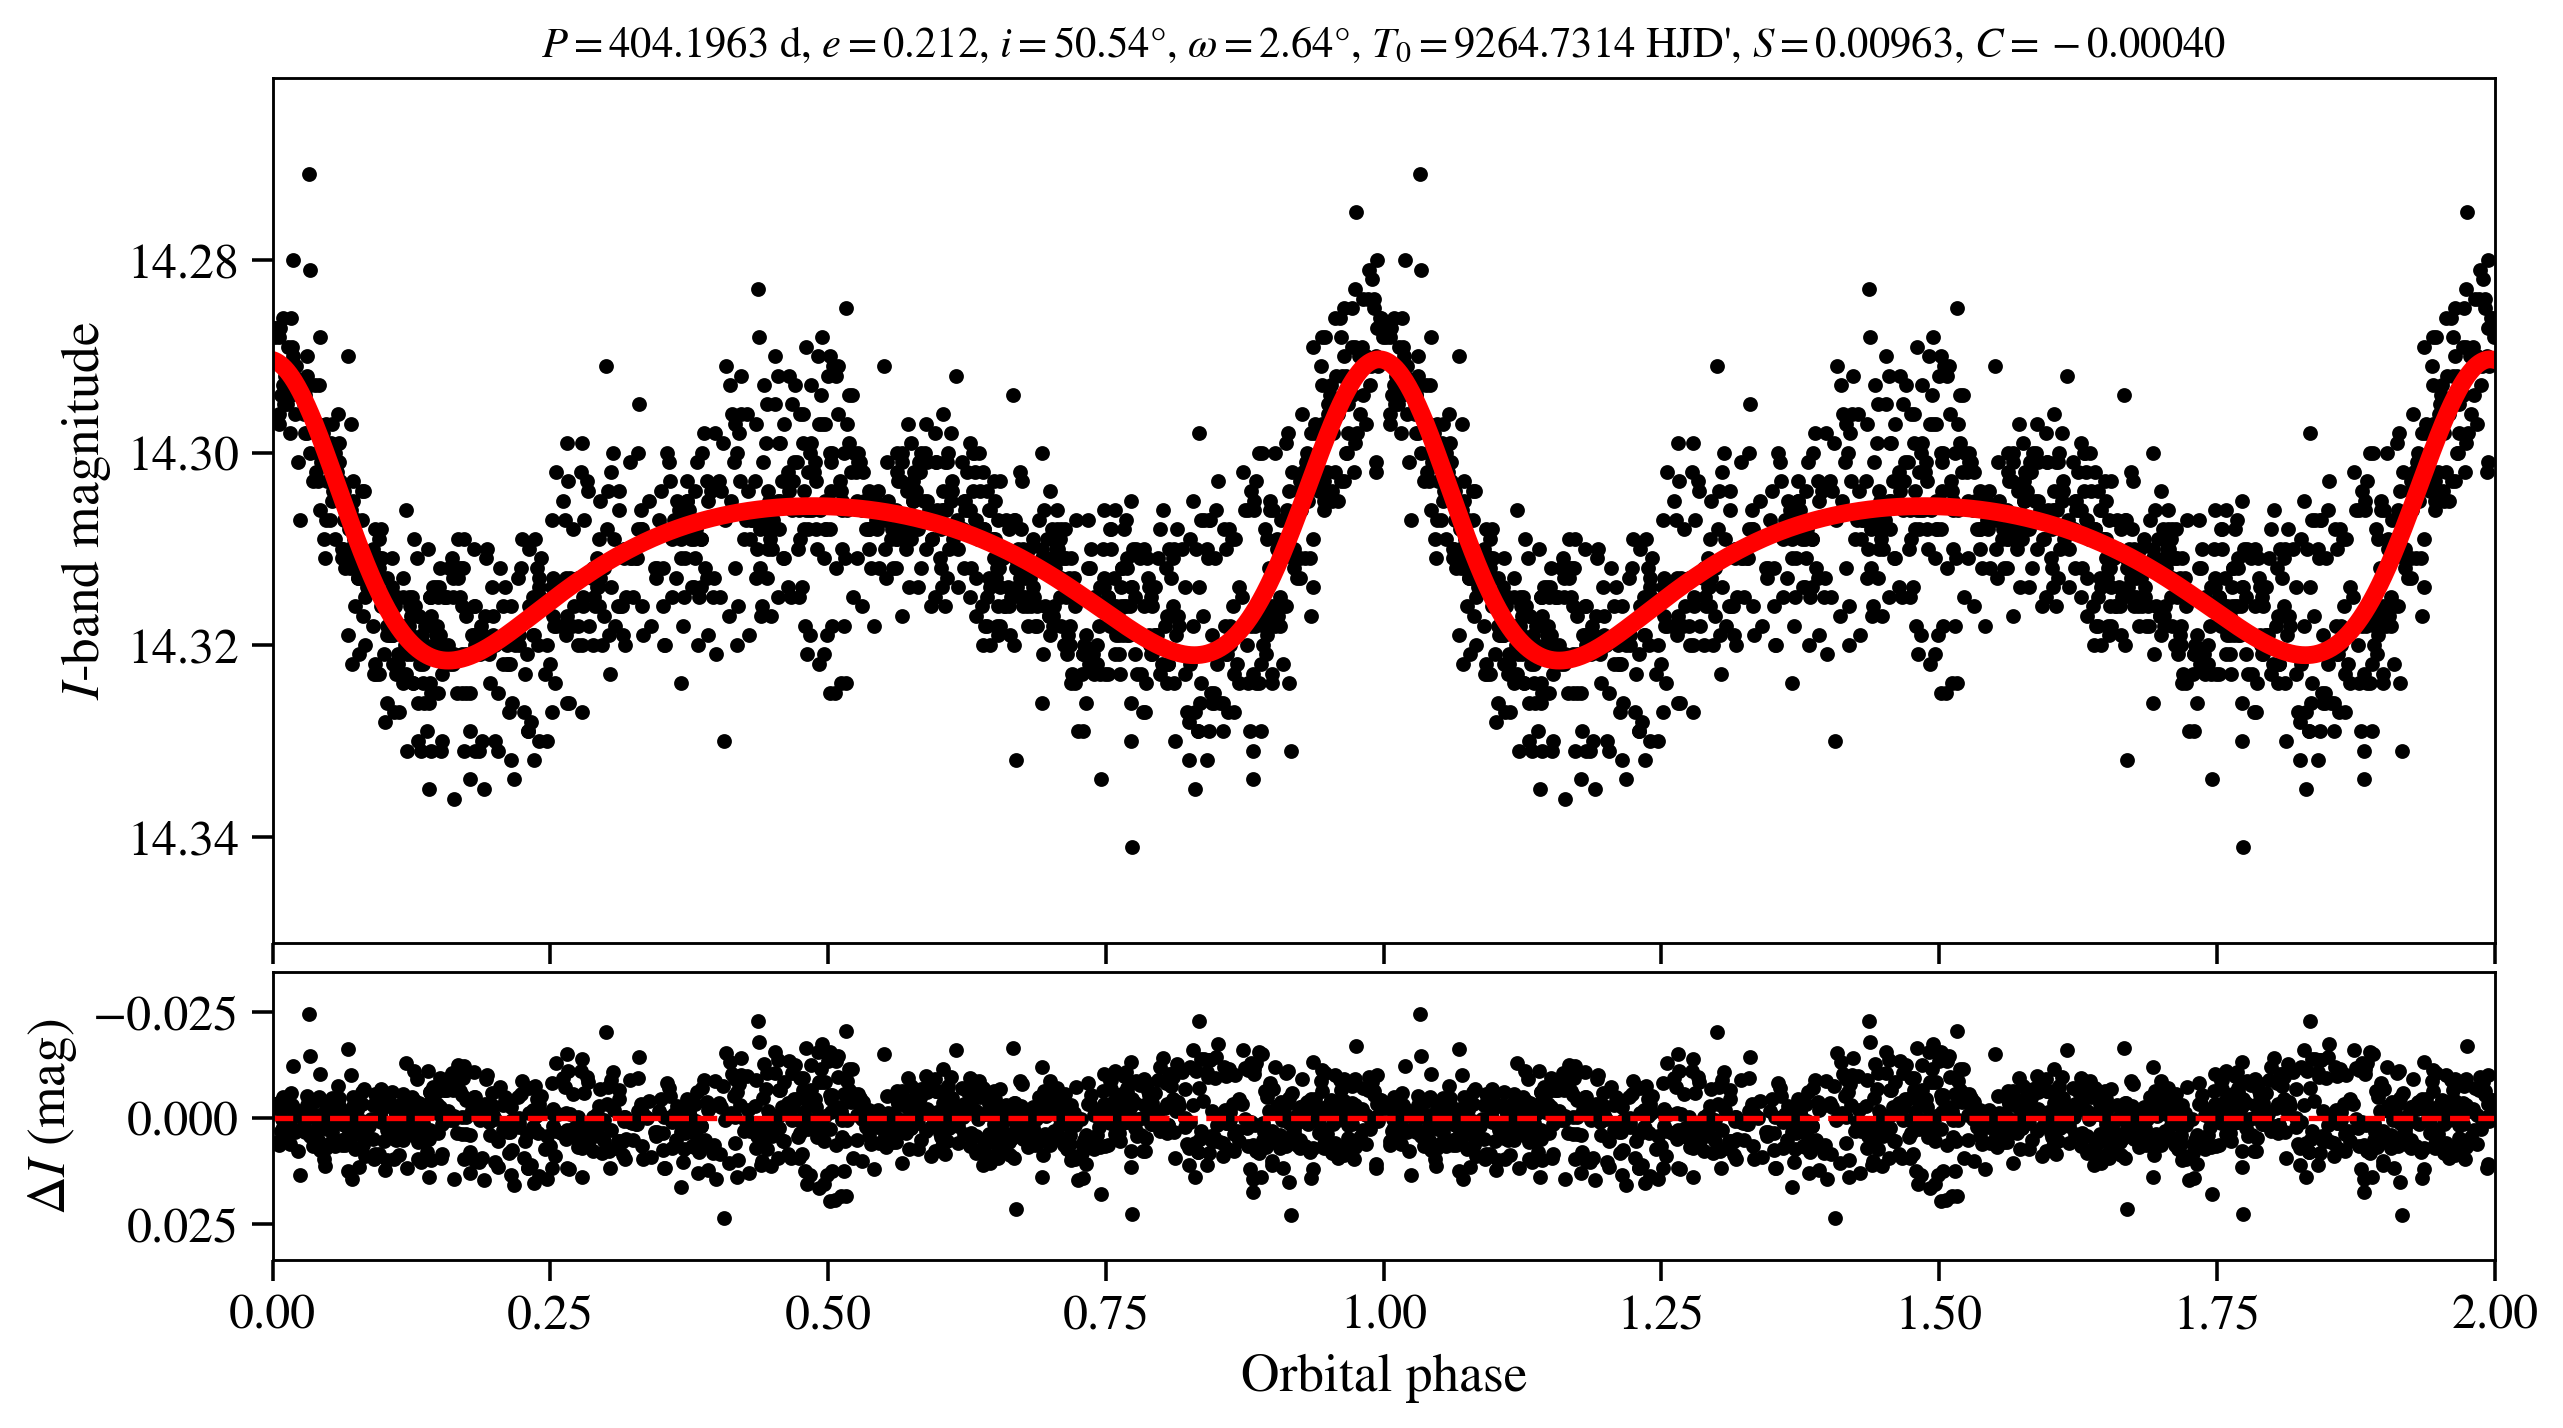 P = 404.1963 d, e = 0.212, i = 50.54°, ω = 2.64°, T₀ = 9264.7314 HJD', S = 0.00963, C = −0.00040
I-band magnitude
14.28
14.30
14.32
14.34
ΔI (mag)
−0.025
0.000
0.025
0.00 0.25 0.50 0.75 1.00 1.25 1.50 1.75 2.00
Orbital phase